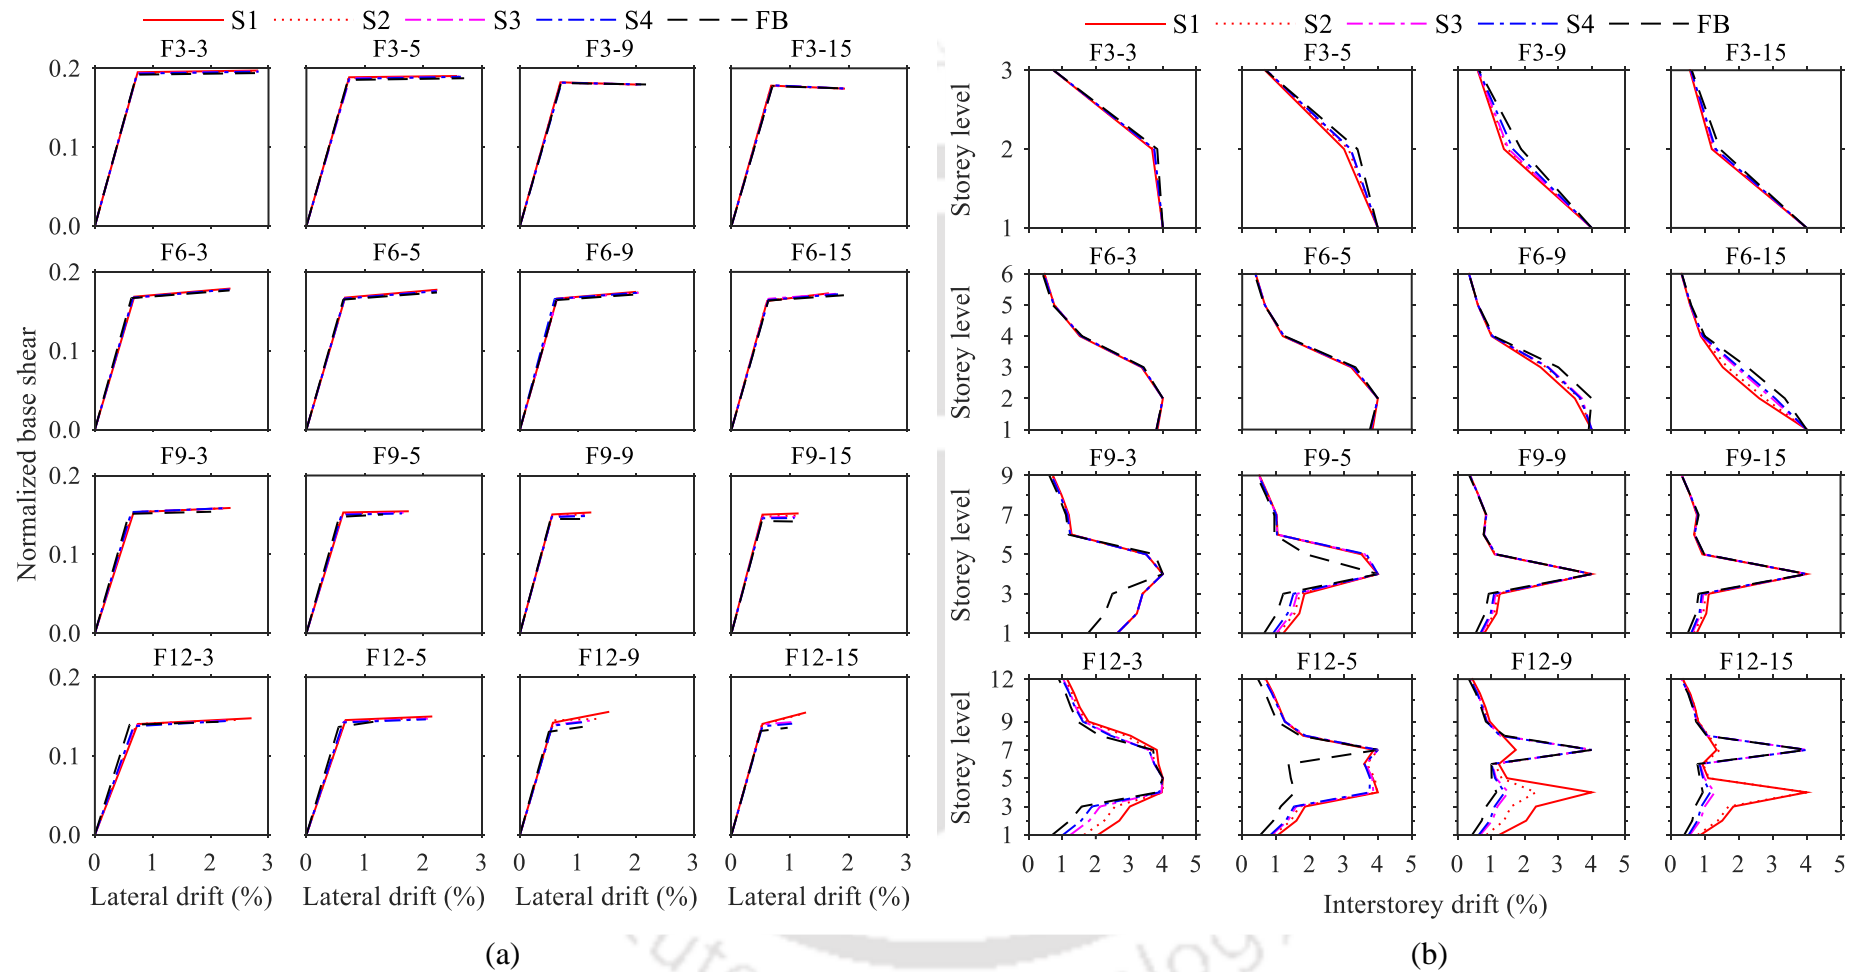 S1 S2 S3 S4 FB
F3-3 F3-5 F3-9 F3-15
0.2
0.1
0.0
F6-3 F6-5 F6-9 F6-15
0.2
0.1
0.0
F9-3 F9-5 F9-9 F9-15
0.2
0.1
0.0
F12-3 F12-5 F12-9 F12-15
0.2
0.1
0.0
0 1 2 3 0 1 2 3 0 1 2 3 0 1 2 3
Normalized base shear
Lateral drift (%) Lateral drift (%) Lateral drift (%) Lateral drift (%)
(a)
S1 S2 S3 S4 FB
F3-3 F3-5 F3-9 F3-15
Storey level
3
2
1
F6-3 F6-5 F6-9 F6-15
Storey level
6
5
4
3
2
1
F9-3 F9-5 F9-9 F9-15
Storey level
9
7
5
3
1
F12-3 F12-5 F12-9 F12-15
Storey level
12
9
7
5
3
1
0 1 2 3 4 5 0 1 2 3 4 5 0 1 2 3 4 5 0 1 2 3 4 5
Interstorey drift (%)
(b)